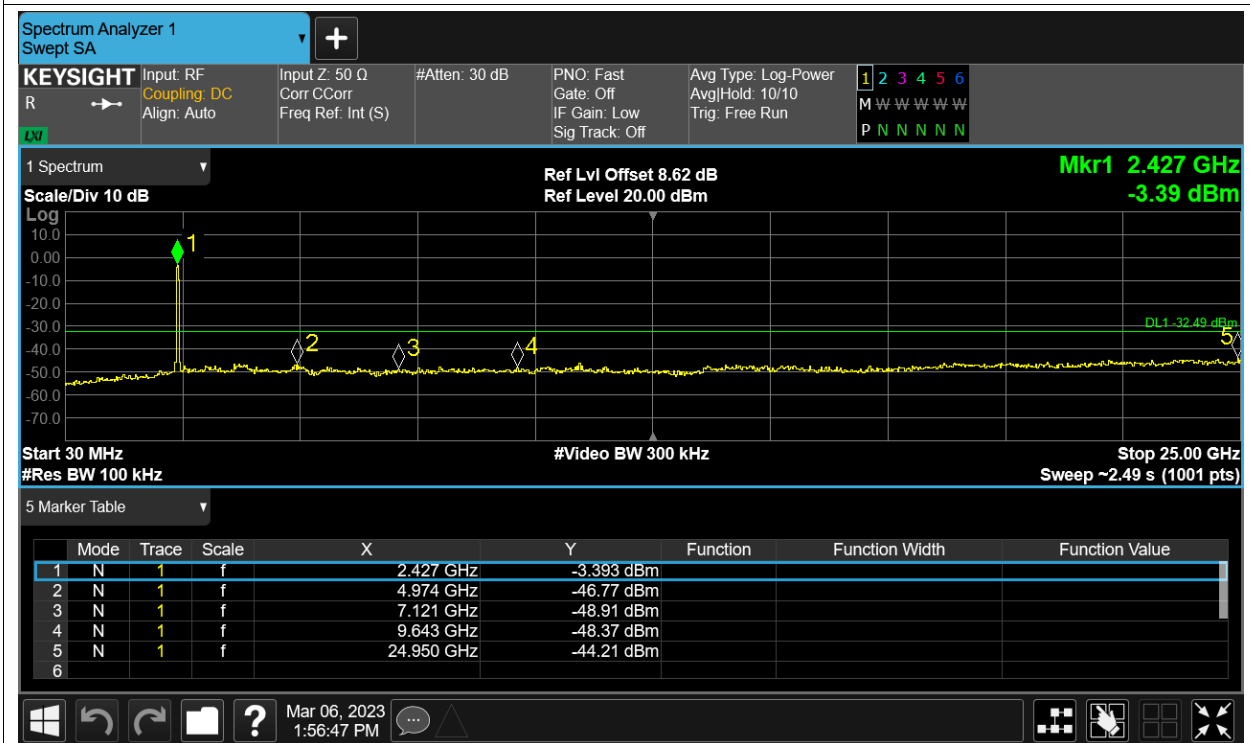 Spectrum Analyzer 1
Swept SA
KEYSIGHT
R
LXI
Input: RF
Coupling: DC
Align: Auto
Input Z: 50 Ω
Corr CCorr
Freq Ref: Int (S)
#Atten: 30 dB
PNO: Fast
Gate: Off
IF Gain: Low
Sig Track: Off
Avg Type: Log-Power
Avg|Hold: 10/10
Trig: Free Run
1 2 3 4 5 6
M W W W W W
P N N N N N
1 Spectrum
Scale/Div 10 dB
Ref Lvl Offset 8.62 dB
Ref Level 20.00 dBm
Mkr1 2.427 GHz
-3.39 dBm
Log
10.0
0.00
-10.0
-20.0
-30.0
-40.0
-50.0
-60.0
-70.0
1
2
3
4
5
DL1 -32.49 dBm
Start 30 MHz
#Res BW 100 kHz
#Video BW 300 kHz
Stop 25.00 GHz
Sweep ~2.49 s (1001 pts)
5 Marker Table
Mode Trace Scale X Y Function Function Width Function Value
1 N 1 f 2.427 GHz -3.393 dBm
2 N 1 f 4.974 GHz -46.77 dBm
3 N 1 f 7.121 GHz -48.91 dBm
4 N 1 f 9.643 GHz -48.37 dBm
5 N 1 f 24.950 GHz -44.21 dBm
6
?
Mar 06, 2023
1:56:47 PM